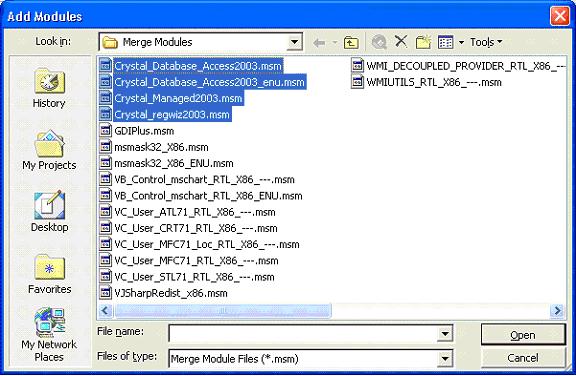 Add Modules
Look in: Merge Modules Tools
History
My Projects
Desktop
Favorites
My Network Places
Crystal_Database_Access2003.msm
Crystal_Database_Access2003_enu.msm
Crystal_Managed2003.msm
Crystal_regwiz2003.msm
GDIPlus.msm
msmask32_X86.msm
msmask32_X86_ENU.msm
VB_Control_mschart_RTL_X86_---.msm
VB_Control_mschart_RTL_X86_ENU.msm
VC_User_ATL71_RTL_X86_---.msm
VC_User_CRT71_RTL_X86_---.msm
VC_User_MFC71_Loc_RTL_X86_---.msm
VC_User_MFC71_RTL_X86_---.msm
VC_User_STL71_RTL_X86_---.msm
VJSharpRedist_x86.msm
WMI_DECOUPLED_PROVIDER_RTL_X86_--
WMIUTILS_RTL_X86_---.msm
File name:
Open
Files of type: Merge Module Files (*.msm)
Cancel